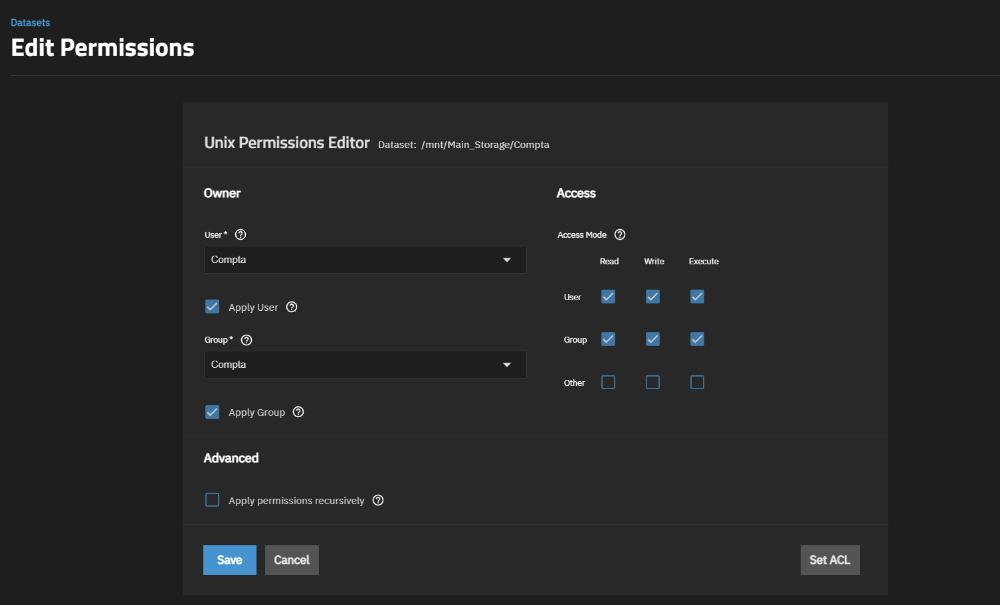 Datasets
Edit Permissions
Unix Permissions Editor Dataset: /mnt/Main_Storage/Compta
Owner
User *
Compta
Apply User
Group *
Compta
Apply Group
Access
Access Mode
Read Write Execute
User
Group
Other
Advanced
Apply permissions recursively
Save Cancel Set ACL